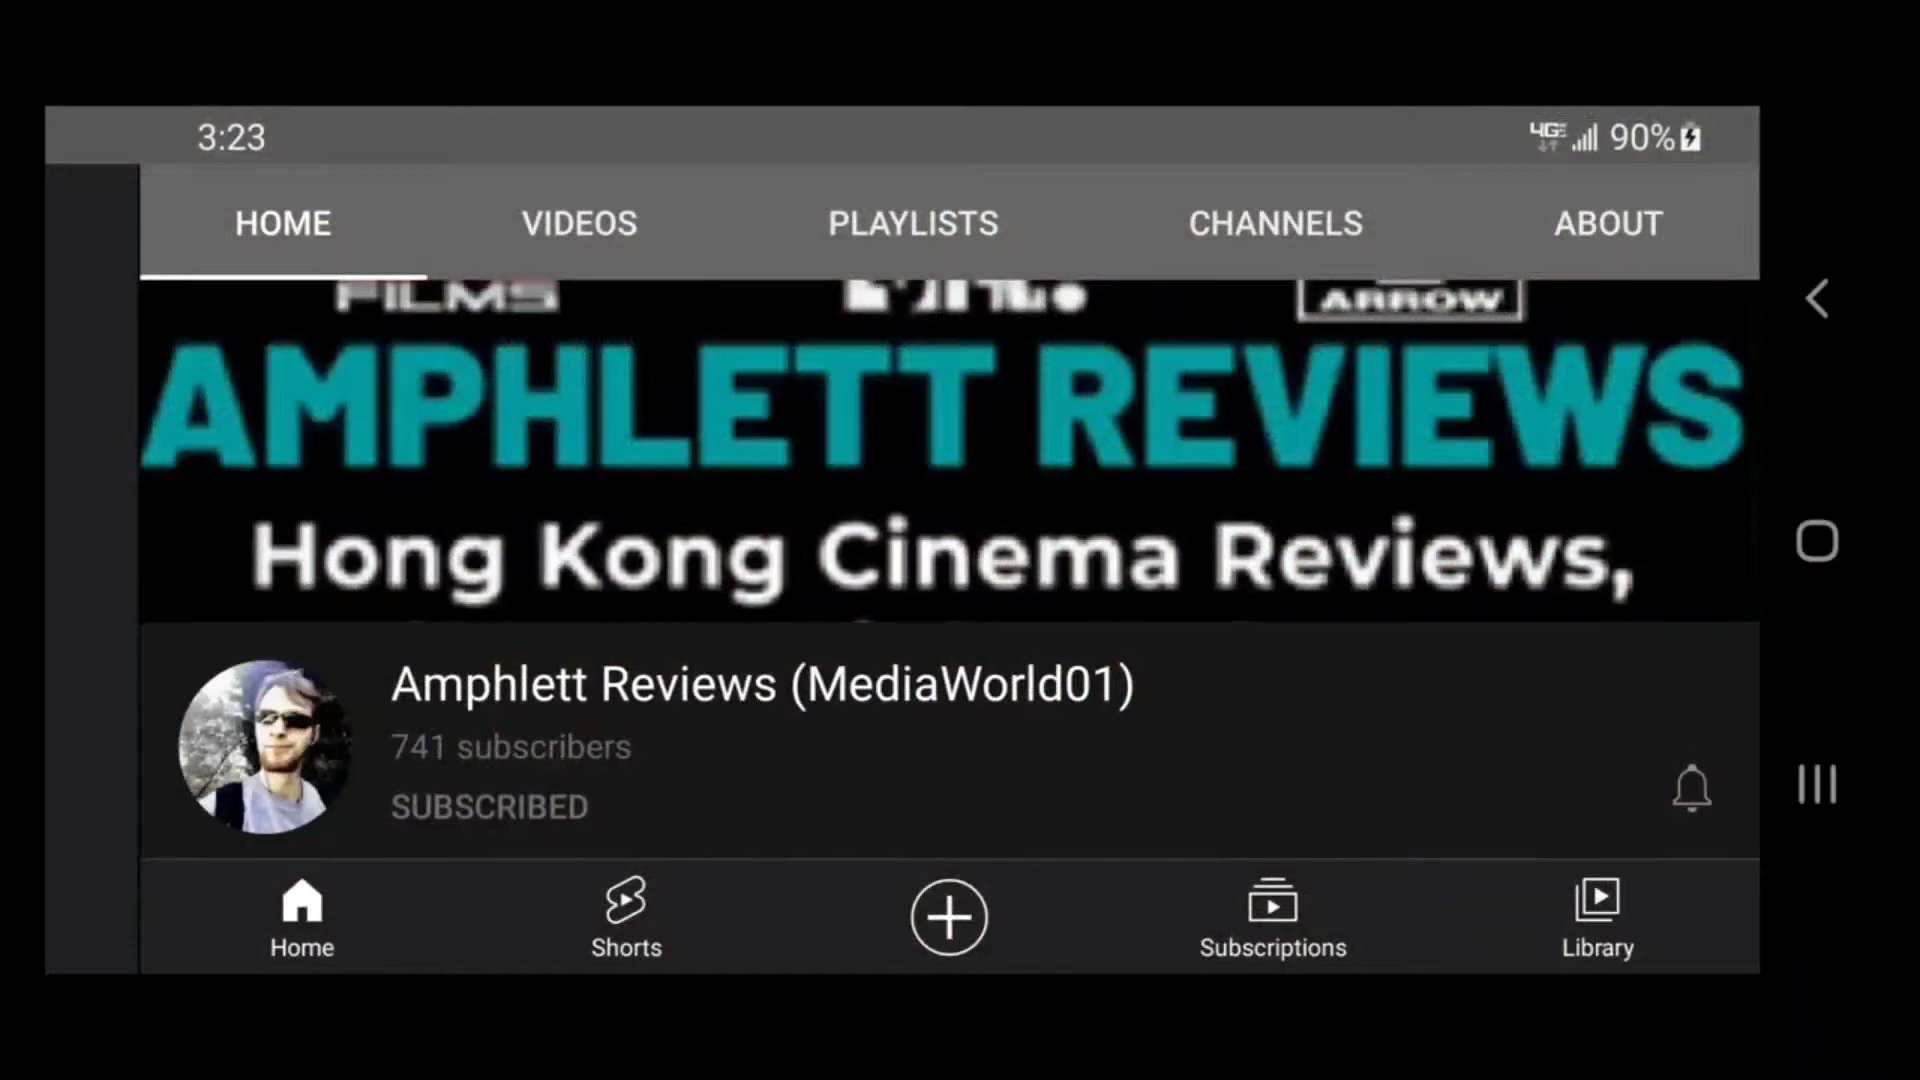 3:23
4GE 90%
HOME VIDEOS PLAYLISTS CHANNELS ABOUT
FILMS ARROW
AMPHLETT REVIEWS
Hong Kong Cinema Reviews,
Amphlett Reviews (MediaWorld01)
741 subscribers
SUBSCRIBED
Home Shorts Subscriptions Library